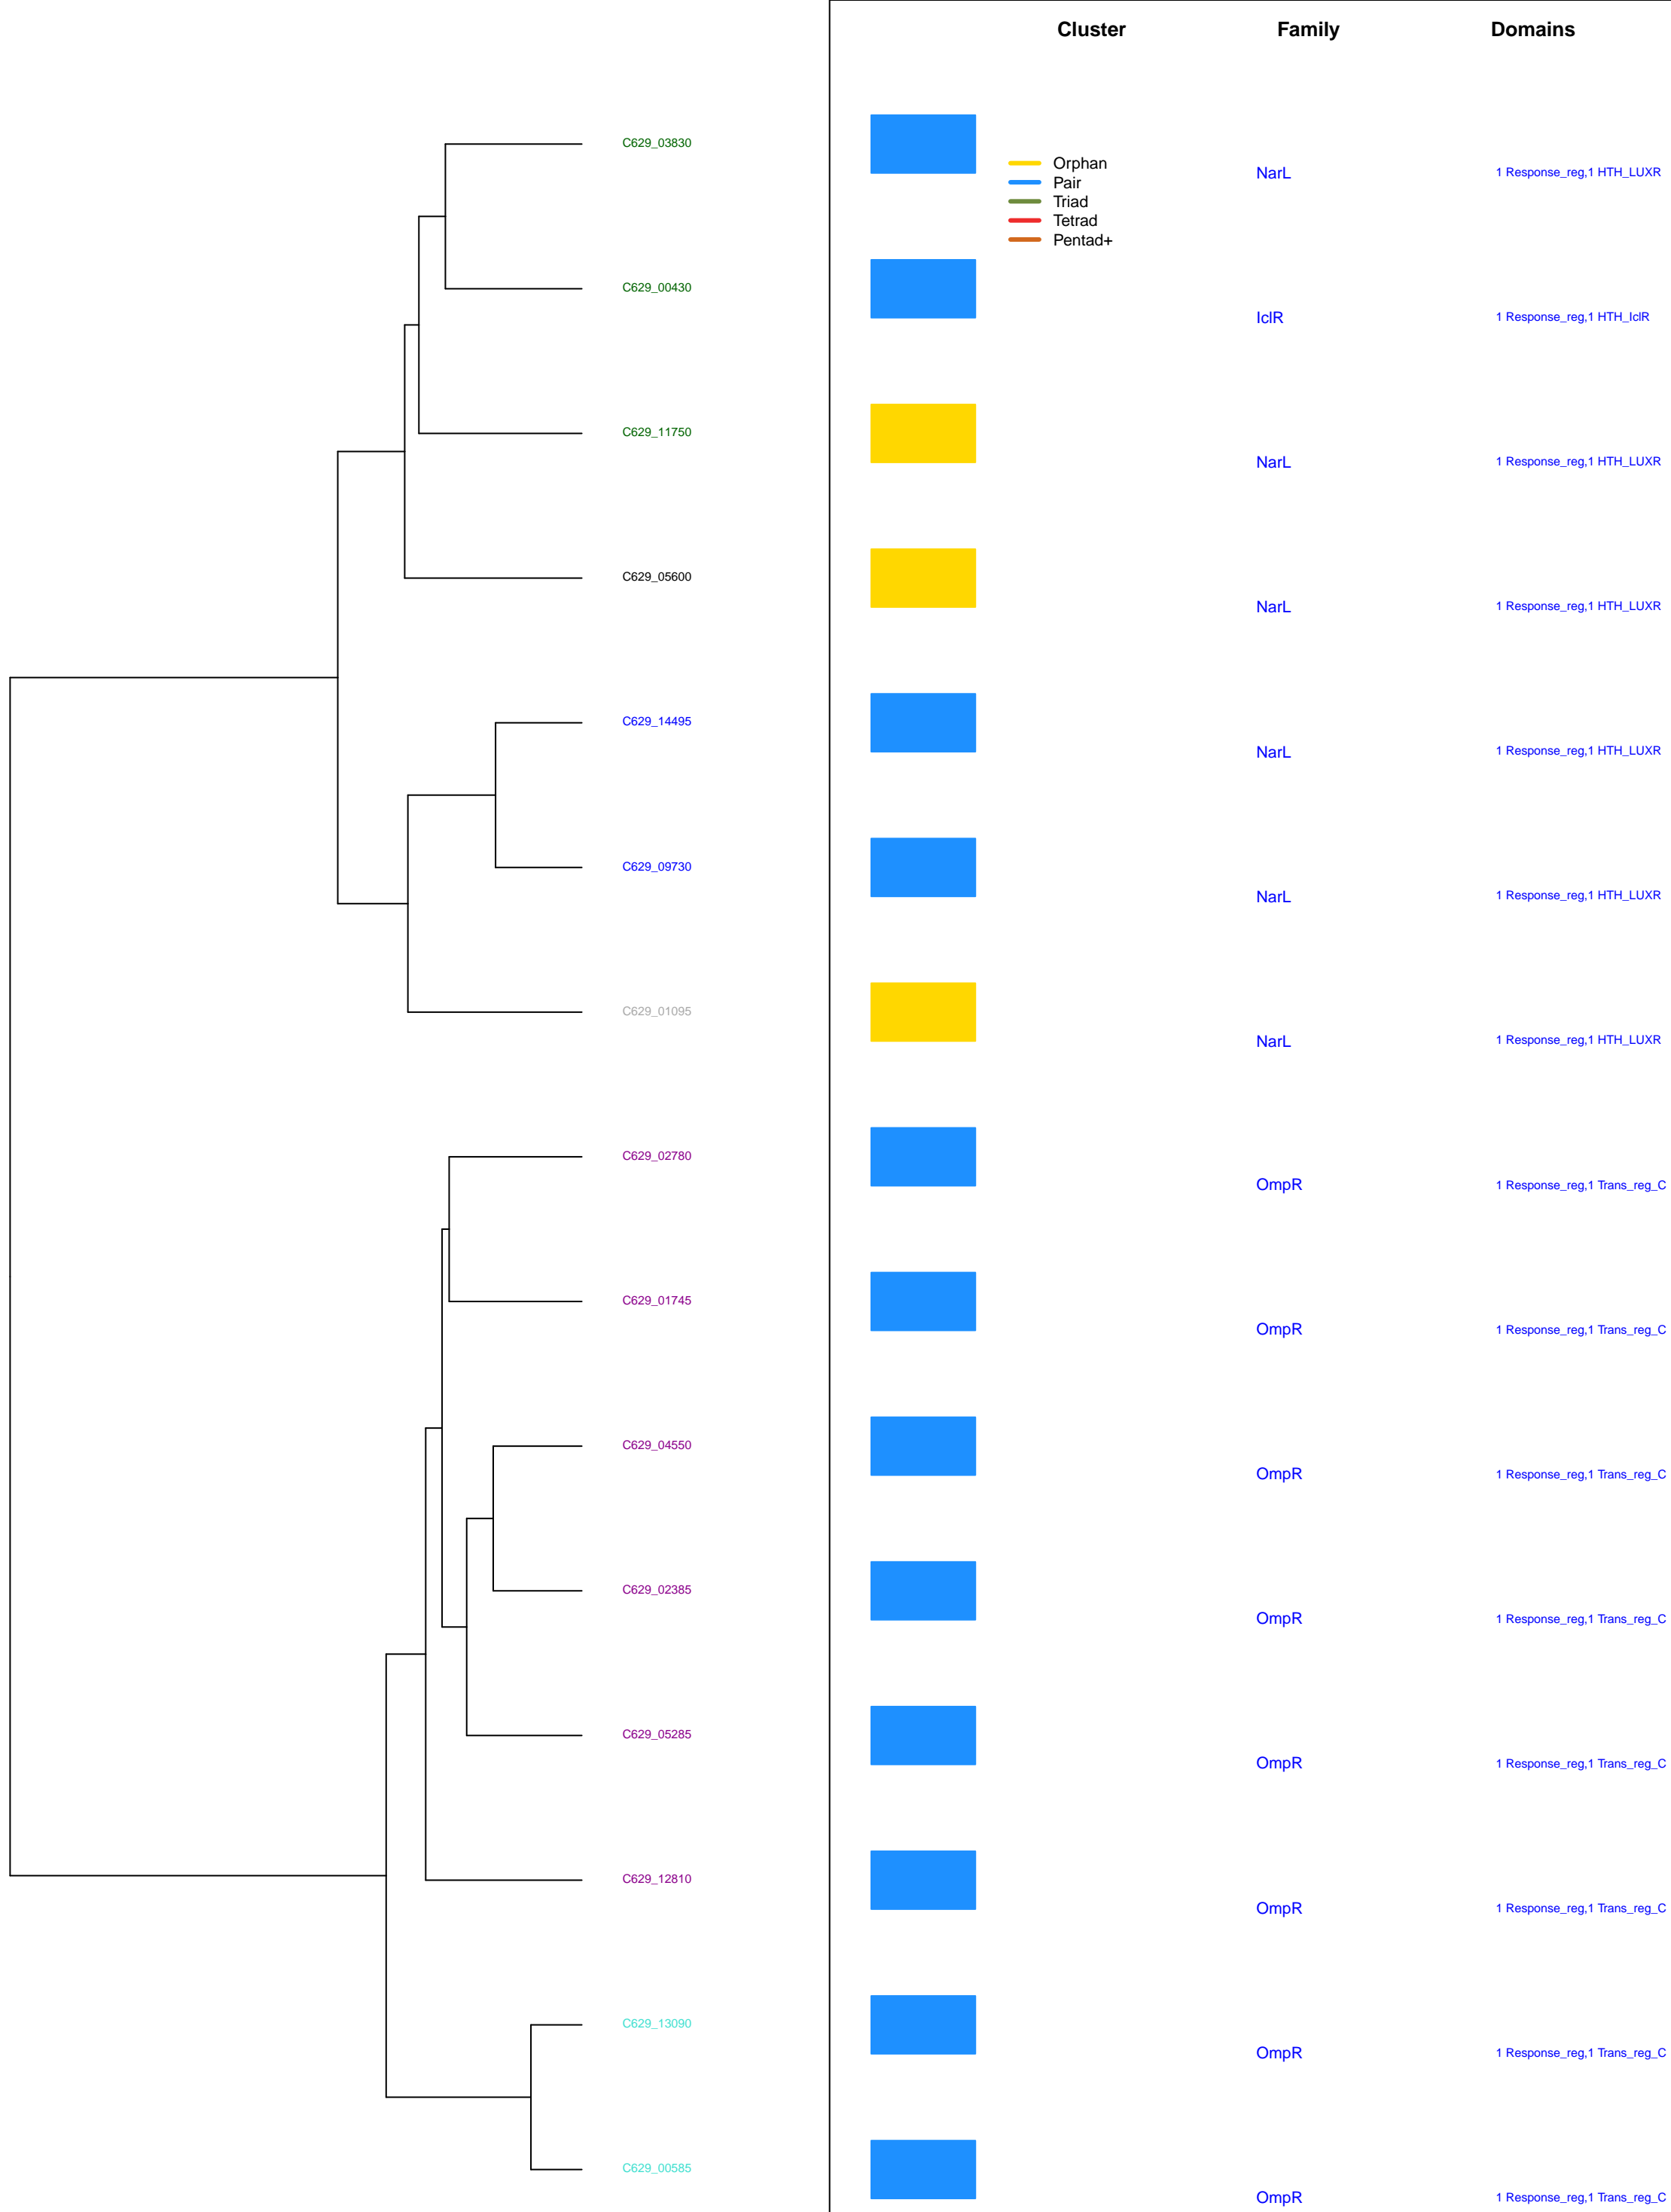 Cluster Family Domains
C629_03830
Orphan
NarL 1 Response_reg,1 HTH_LUXR
Pair
Triad
Tetrad
Pentad+
C629_00430
IclR 1 Response_reg,1 HTH_IclR
C629_11750
NarL 1 Response_reg,1 HTH_LUXR
C629_05600
NarL 1 Response_reg,1 HTH_LUXR
C629_14495
NarL 1 Response_reg,1 HTH_LUXR
C629_09730
NarL 1 Response_reg,1 HTH_LUXR
C629_01095
NarL 1 Response_reg,1 HTH_LUXR
C629_02780
OmpR 1 Response_reg,1 Trans_reg_C
C629_01745
OmpR 1 Response_reg,1 Trans_reg_C
C629_04550
OmpR 1 Response_reg,1 Trans_reg_C
C629_02385
OmpR 1 Response_reg,1 Trans_reg_C
C629_05285
OmpR 1 Response_reg,1 Trans_reg_C
C629_12810
OmpR 1 Response_reg,1 Trans_reg_C
C629_13090
OmpR 1 Response_reg,1 Trans_reg_C
C629_00585
OmpR 1 Response_reg,1 Trans_reg_C